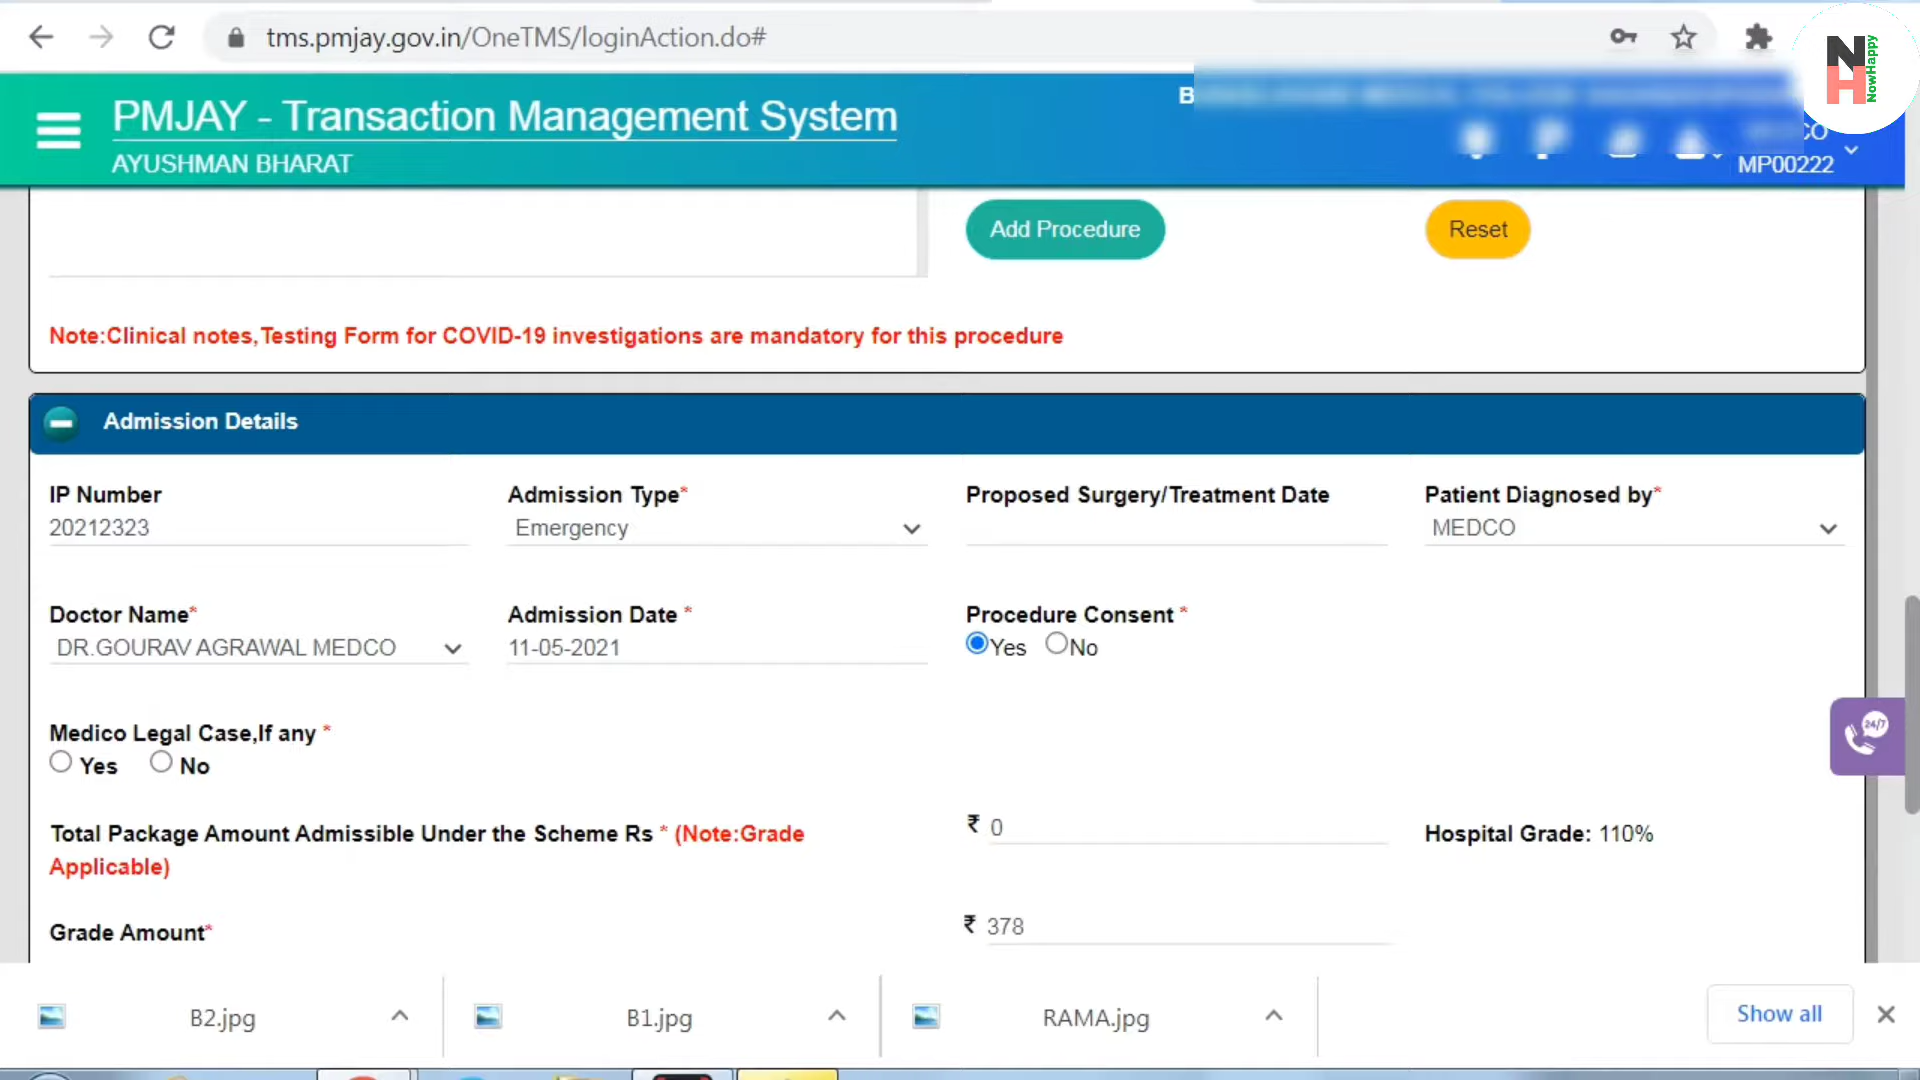 tms.pmjay.gov.in/OneTMS/loginAction.do#
NH NowHappy
PMJAY - Transaction Management System
AYUSHMAN BHARAT
B
CO
MP00222
Add Procedure
Reset
Note:Clinical notes,Testing Form for COVID-19 investigations are mandatory for this procedure
Admission Details
IP Number
20212323
Admission Type*
Emergency
Proposed Surgery/Treatment Date
Patient Diagnosed by*
MEDCO
Doctor Name*
DR.GOURAV AGRAWAL MEDCO
Admission Date *
11-05-2021
Procedure Consent *
Yes No
Medico Legal Case,If any *
Yes No
24/7
Total Package Amount Admissible Under the Scheme Rs * (Note:Grade
Applicable)
₹ 0
Hospital Grade: 110%
Grade Amount*
₹ 378
B2.jpg
B1.jpg
RAMA.jpg
Show all